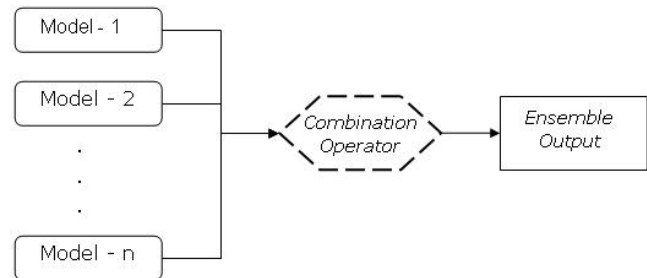 Model - 1
Model - 2
.
.
.
Model - n
Combination
Operator
Ensemble
Output